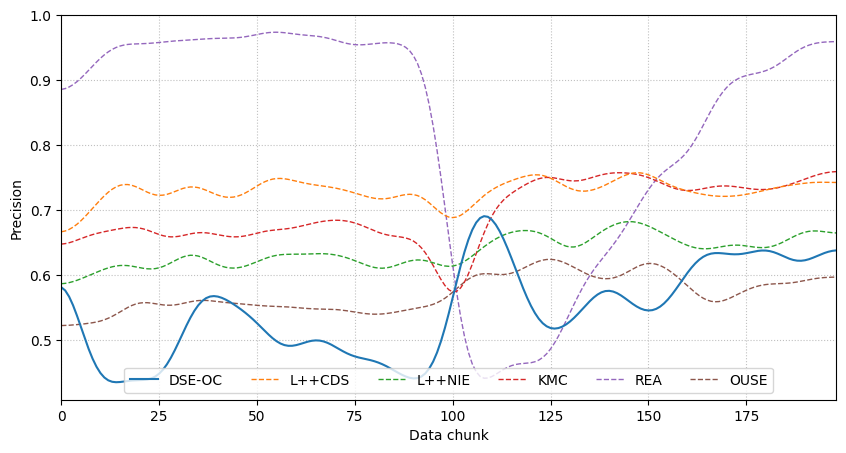 1.0
0.9
0.8
0.7
0.6
0.5
Precision
DSE-OC L++CDS L++NIE KMC REA OUSE
0 25 50 75 100 125 150 175
Data chunk